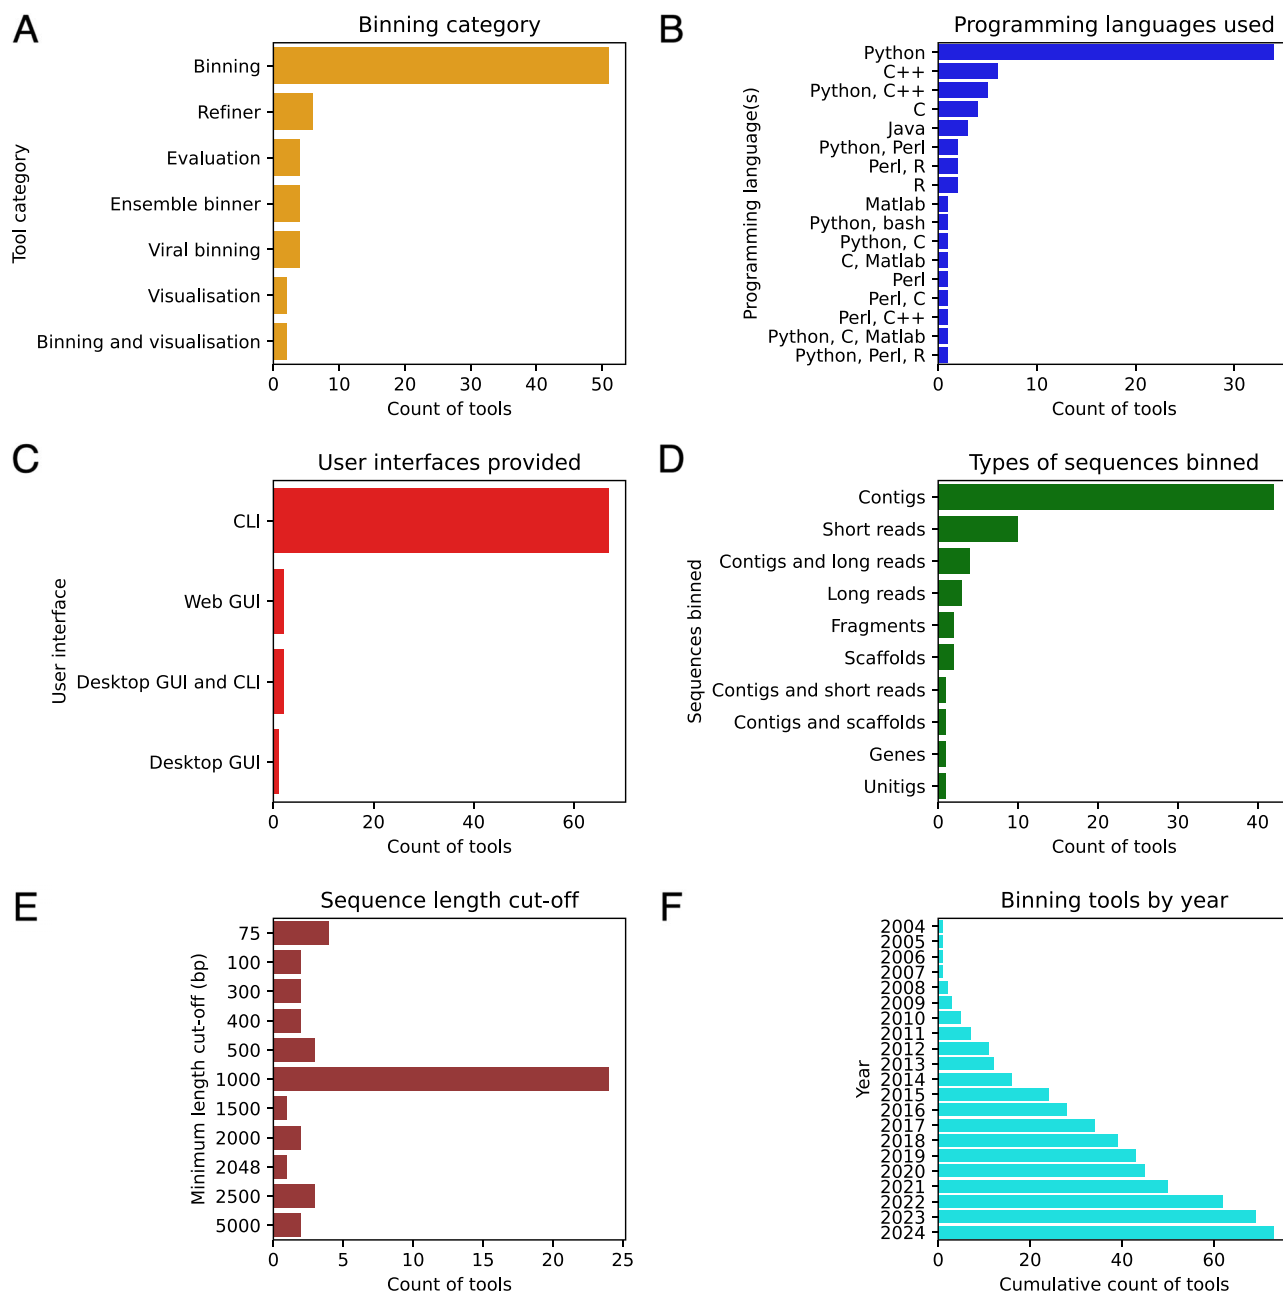 A
Binning category
Tool category
Binning
Refiner
Evaluation
Ensemble binner
Viral binning
Visualisation
Binning and visualisation
0 10 20 30 40 50
Count of tools
B
Programming languages used
Programming language(s)
Python
C++
Python, C++
C
Java
Python, Perl
Perl, R
R
Matlab
Python, bash
Python, C
C, Matlab
Perl
Perl, C
Perl, C++
Python, C, Matlab
Python, Perl, R
0 10 20 30
Count of tools
C
User interfaces provided
User interface
CLI
Web GUI
Desktop GUI and CLI
Desktop GUI
0 20 40 60
Count of tools
D
Types of sequences binned
Sequences binned
Contigs
Short reads
Contigs and long reads
Long reads
Fragments
Scaffolds
Contigs and short reads
Contigs and scaffolds
Genes
Unitigs
0 10 20 30 40
Count of tools
E
Sequence length cut-off
Minimum length cut-off (bp)
75
100
300
400
500
1000
1500
2000
2048
2500
5000
0 5 10 15 20 25
Count of tools
F
Binning tools by year
Year
2004
2005
2006
2007
2008
2009
2010
2011
2012
2013
2014
2015
2016
2017
2018
2019
2020
2021
2022
2023
2024
0 20 40 60
Cumulative count of tools